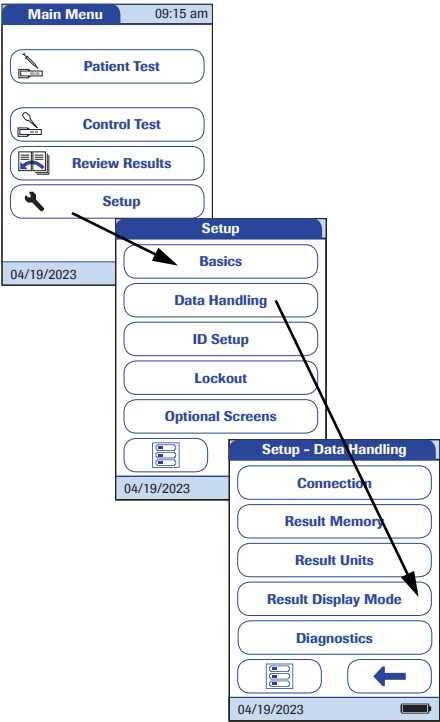 Main Menu
09:15 am
Patient Test
Control Test
Review Results
Setup
04/19/2023
Setup
Basics
Data Handling
ID Setup
Lockout
Optional Screens
04/19/2023
Setup - Data Handling
Connection
Result Memory
Result Units
Result Display Mode
Diagnostics
04/19/2023